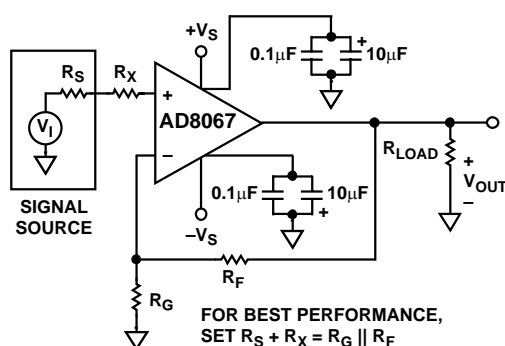 +VS
0.1µF
+
10µF
RS
RX
VI
+
AD8067
−
RLOAD
+
VOUT
−
0.1µF
10µF
+
−VS
SIGNAL
SOURCE
RF
RG
FOR BEST PERFORMANCE,
SET RS + RX = RG || RF